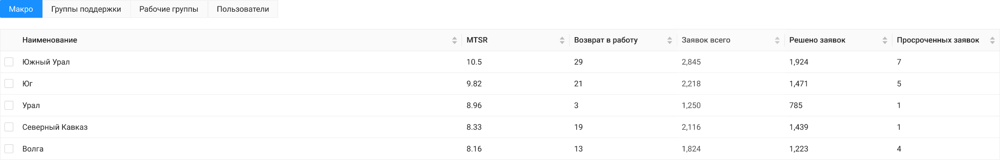 Макро Группы поддержки Рабочие группы Пользователи
Наименование MTSR Возврат в работу Заявок всего Решено заявок Просроченных заявок
Южный Урал 10.5 29 2,845 1,924 7
Юг 9.82 21 2,218 1,471 5
Урал 8.96 3 1,250 785 1
Северный Кавказ 8.33 19 2,116 1,439 1
Волга 8.16 13 1,824 1,223 4